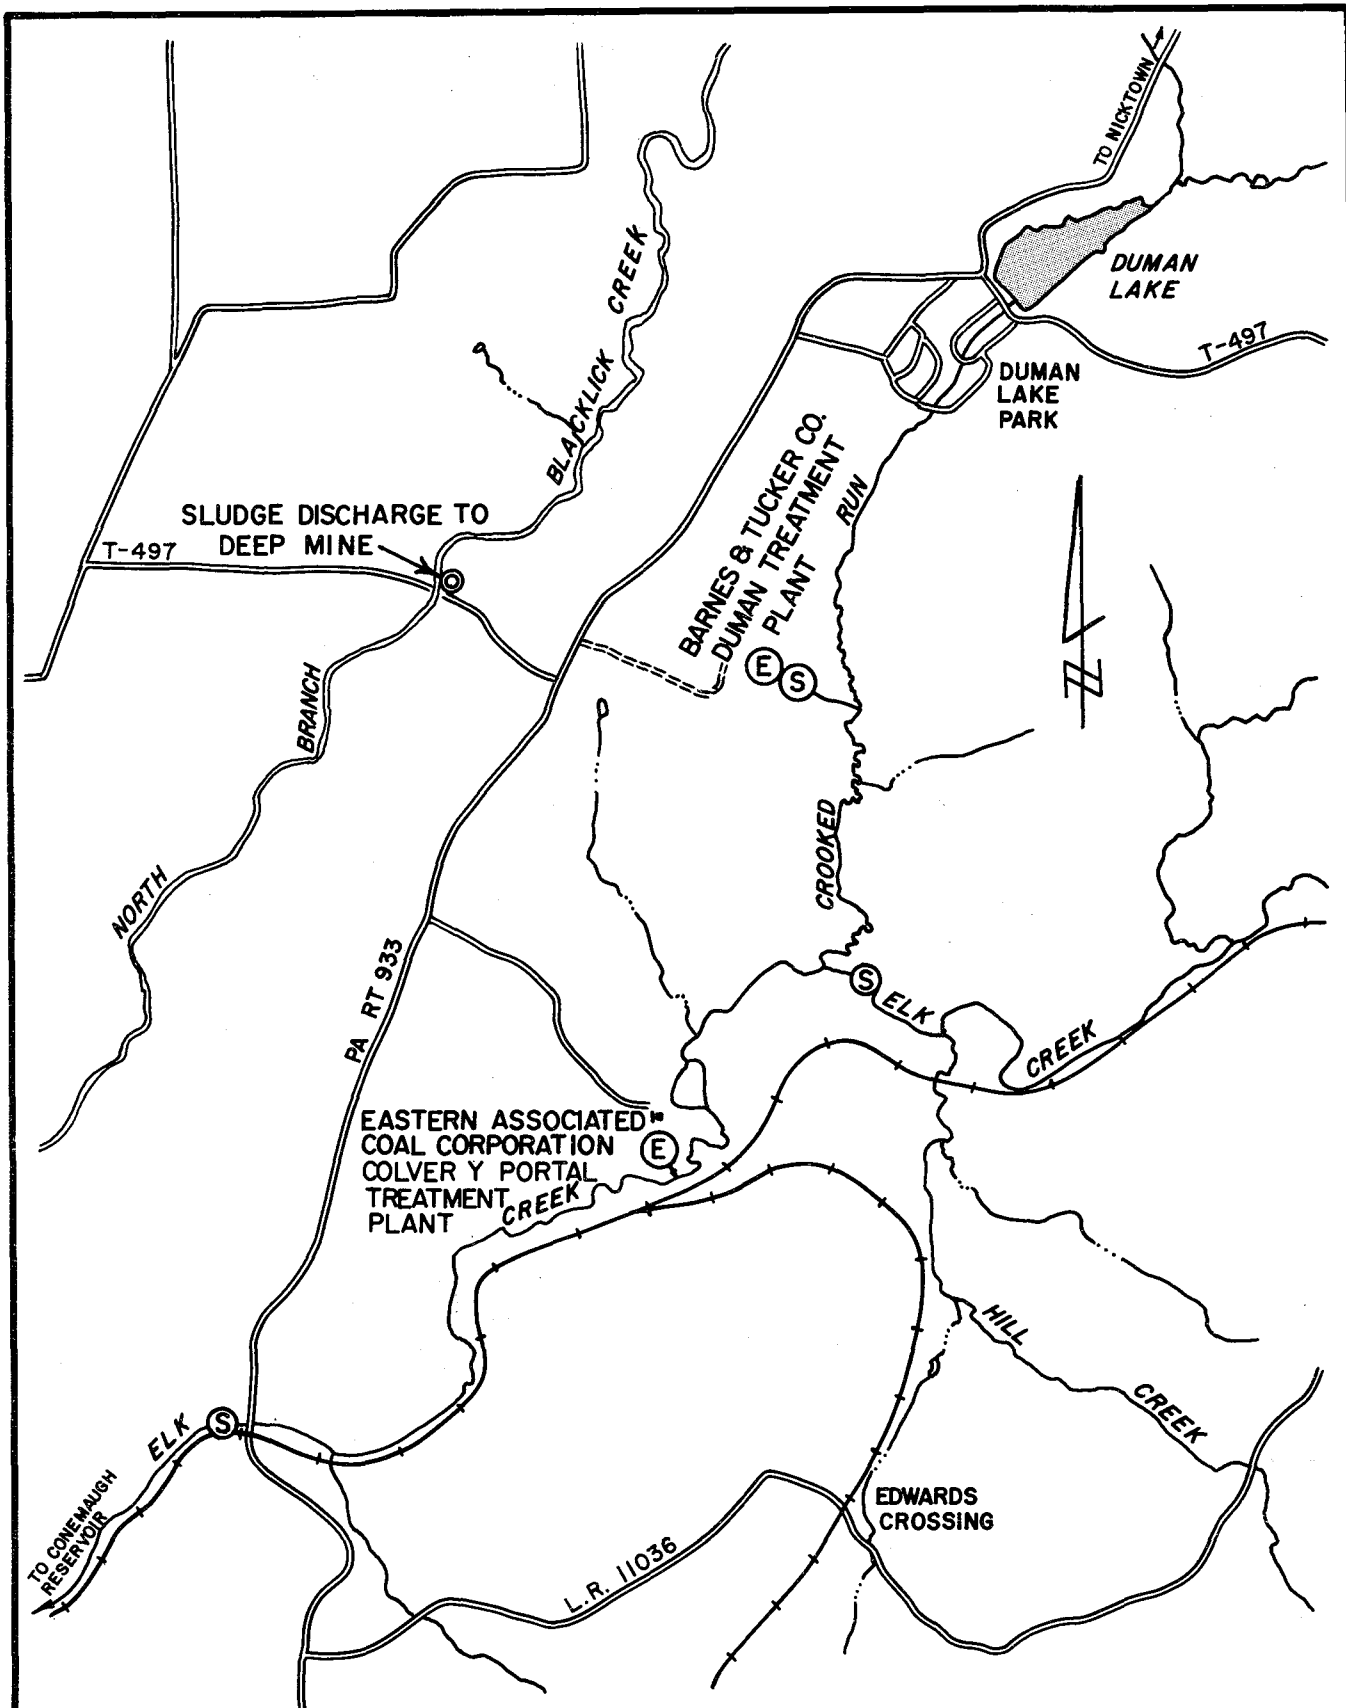 TO NICKTOWN
DUMAN
LAKE
T-497
DUMAN
LAKE
PARK
BLACKLICK CREEK
BARNES & TUCKER CO.
DUMAN TREATMENT
PLANT
RUN
SLUDGE DISCHARGE TO
DEEP MINE
T-497
E
S
N
BRANCH
CROOKED
NORTH
PA RT 933
S
ELK
CREEK
EASTERN ASSOCIATED
COAL CORPORATION
COLVER Y PORTAL
TREATMENT
PLANT
E
CREEK
HILL
CREEK
ELK
S
TO CONEMAUGH
RESERVOIR
EDWARDS
CROSSING
L.R. 11036